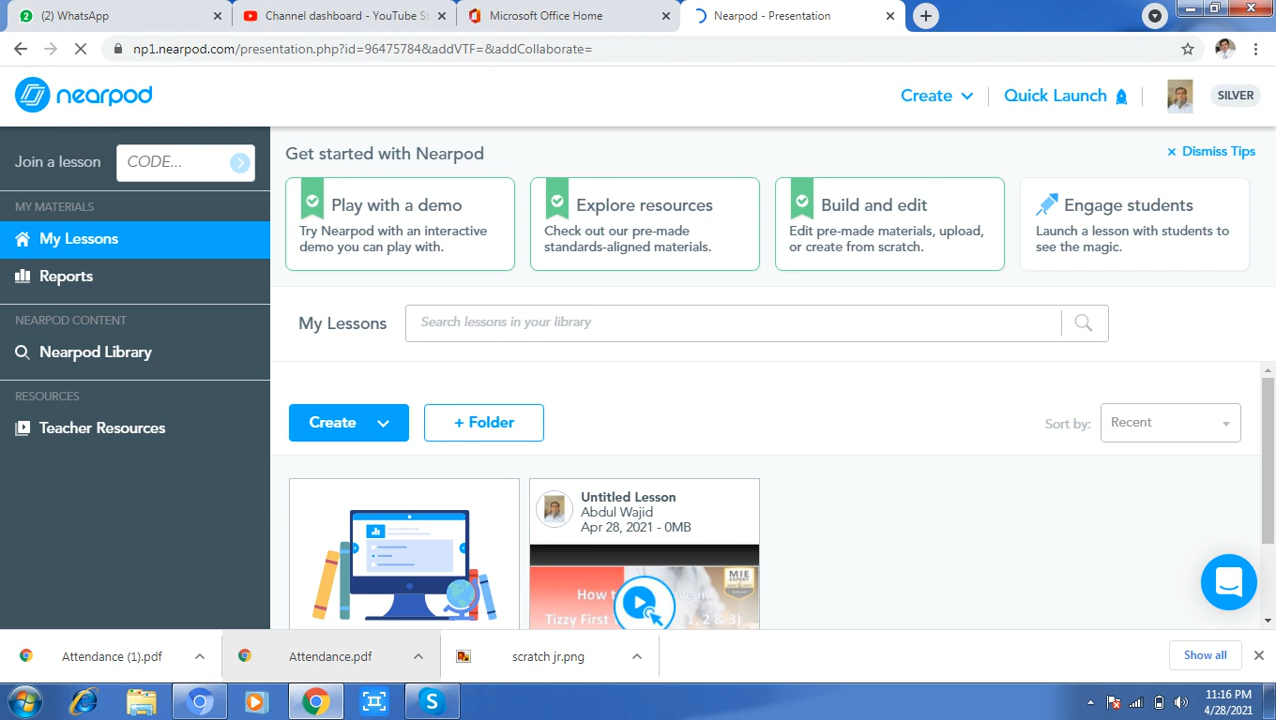 (2) WhatsApp
Channel dashboard - YouTube St
Microsoft Office Home
Nearpod - Presentation
np1.nearpod.com/presentation.php?id=96475784&addVTF=&addCollaborate=
nearpod
Create
Quick Launch
SILVER
Join a lesson
CODE...
Get started with Nearpod
Dismiss Tips
Play with a demo
Try Nearpod with an interactive
demo you can play with.
Explore resources
Check out our pre-made
standards-aligned materials.
Build and edit
Edit pre-made materials, upload,
or create from scratch.
Engage students
Launch a lesson with students to
see the magic.
MY MATERIALS
My Lessons
Reports
NEARPOD CONTENT
Nearpod Library
RESOURCES
Teacher Resources
My Lessons
Search lessons in your library
Create
+ Folder
Sort by:
Recent
Untitled Lesson
Abdul Wajid
Apr 28, 2021 - 0MB
MIE
EXPERT
Tizzy First
Attendance (1).pdf
Attendance.pdf
scratch jr.png
Show all
11:16 PM
4/28/2021